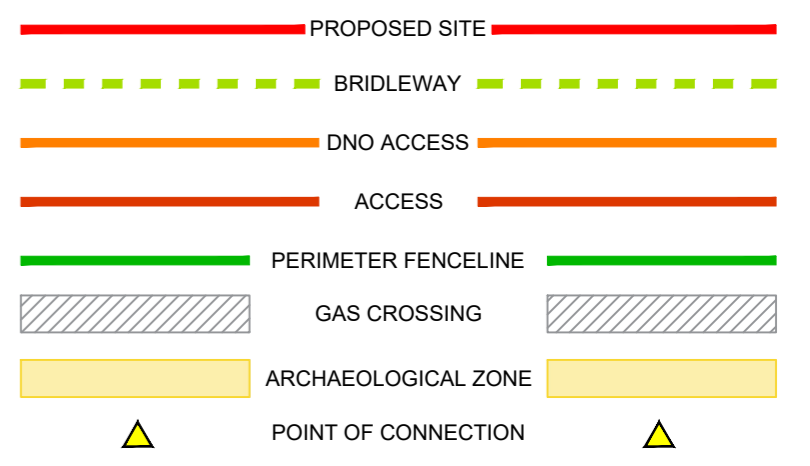 PROPOSED SITE
BRIDLEWAY
DNO ACCESS
ACCESS
PERIMETER FENCELINE
GAS CROSSING
ARCHAEOLOGICAL ZONE
POINT OF CONNECTION